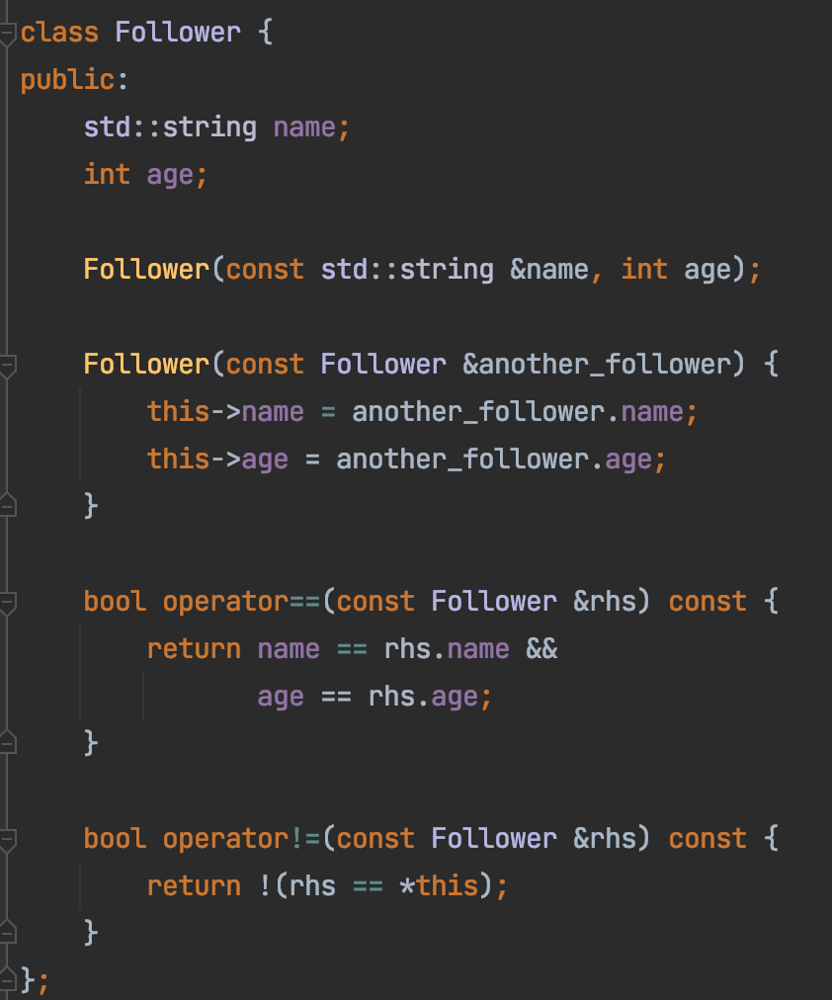 class Follower {
public:
    std::string name;
    int age;

    Follower(const std::string &name, int age);

    Follower(const Follower &another_follower) {
        this->name = another_follower.name;
        this->age = another_follower.age;
    }

    bool operator==(const Follower &rhs) const {
        return name == rhs.name &&
               age == rhs.age;
    }

    bool operator!=(const Follower &rhs) const {
        return !(rhs == *this);
    }
};